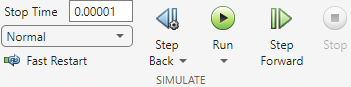 Stop Time 0.00001
Normal
Fast Restart
Step Back
Run
Step Forward
Stop
SIMULATE